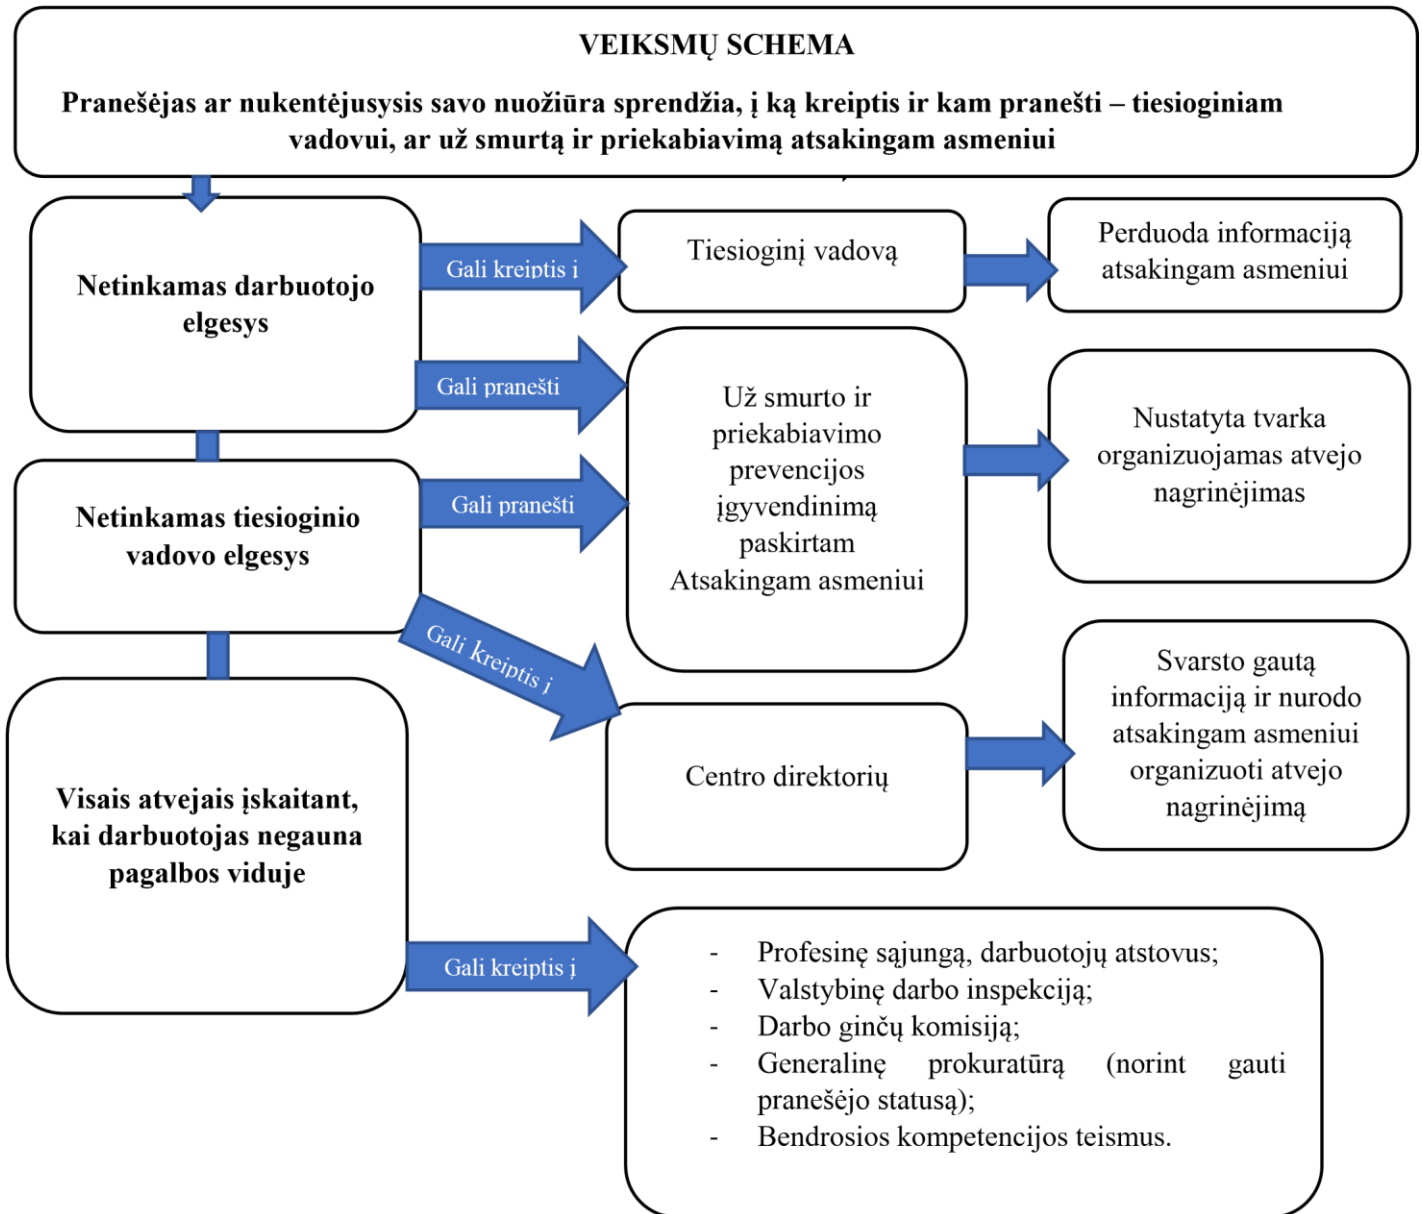 VEIKSMŲ SCHEMA
Pranešėjas ar nukentėjusysis savo nuožiūra sprendžia, į ką kreiptis ir kam pranešti – tiesioginiam
vadovui, ar už smurtą ir priekabiavimą atsakingam asmeniui
Netinkamas darbuotojo
elgesys
Gali kreiptis į
Tiesioginį vadovą
Perduoda informaciją
atsakingam asmeniui
Gali pranešti
Už smurto ir
priekabiavimo
prevencijos
įgyvendinimą
paskirtam
Atsakingam asmeniui
Nustatyta tvarka
organizuojamas atvejo
nagrinėjimas
Netinkamas tiesioginio
vadovo elgesys
Gali pranešti
Gali kreiptis į
Centro direktorių
Svarsto gautą
informaciją ir nurodo
atsakingam asmeniui
organizuoti atvejo
nagrinėjimą
Visais atvejais įskaitant,
kai darbuotojas negauna
pagalbos viduje
Gali kreiptis į
- Profesinę sąjungą, darbuotojų atstovus;
- Valstybinę darbo inspekciją;
- Darbo ginčų komisiją;
- Generalinę prokuratūrą (norint gauti
pranešėjo statusą);
- Bendrosios kompetencijos teismus.